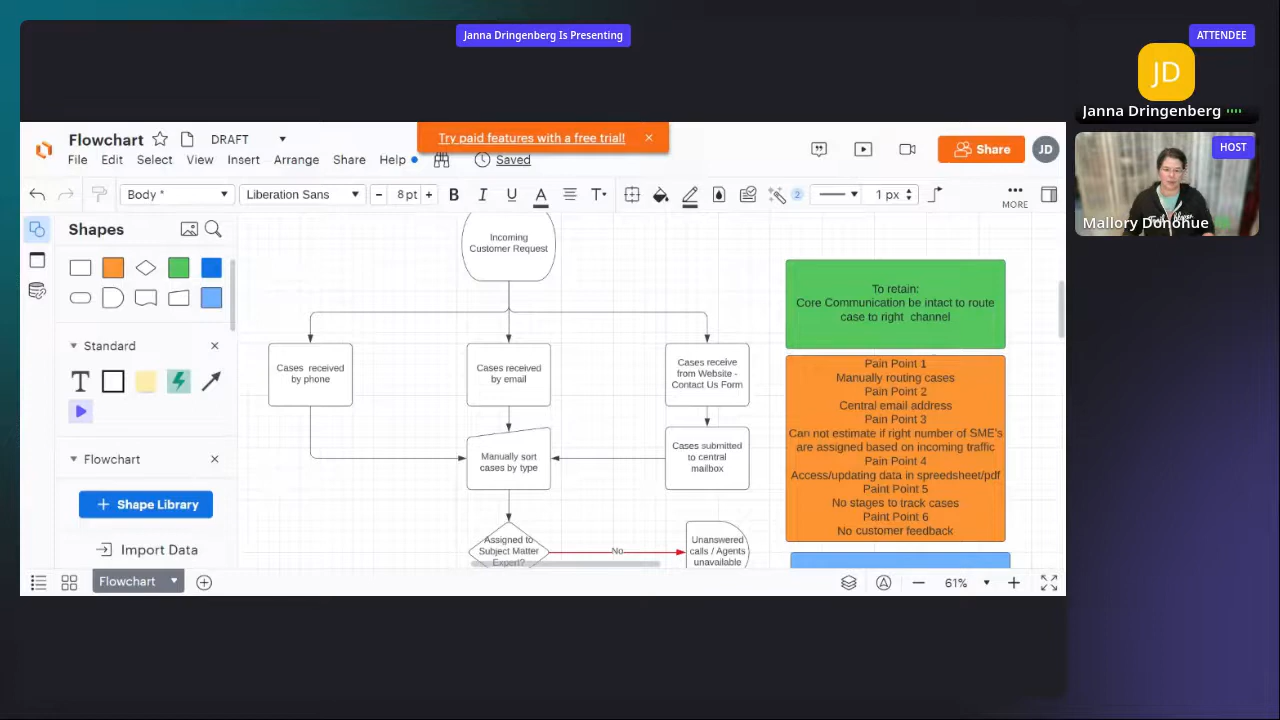 Janna Dringenberg Is Presenting
ATTENDEE
JD
Janna Dringenberg
HOST
Mallory Donohue
Flowchart
DRAFT
Try paid features with a free trial!
File Edit Select View Insert Arrange Share Help
Saved
Share
JD
Body *
Liberation Sans
8 pt
B I U A T
2
1 px
MORE
Shapes
Standard
T
Flowchart
Shape Library
Import Data
Incoming
Customer Request
Cases received
by phone
Cases received
by email
Cases receive
from Website -
Contact Us Form
Manually sort
cases by type
Cases submitted
to central
mailbox
Assigned to
Subject Matter
Expert?
No
Unanswered
calls / Agents
unavailable
To retain:
Core Communication be intact to route
case to right channel
Pain Point 1
Manually routing cases
Pain Point 2
Central email address
Pain Point 3
Can not estimate if right number of SME's
are assigned based on incoming traffic
Pain Point 4
Access/updating data in spreedsheet/pdf
Paint Point 5
No stages to track cases
Paint Point 6
No customer feedback
Flowchart
61%